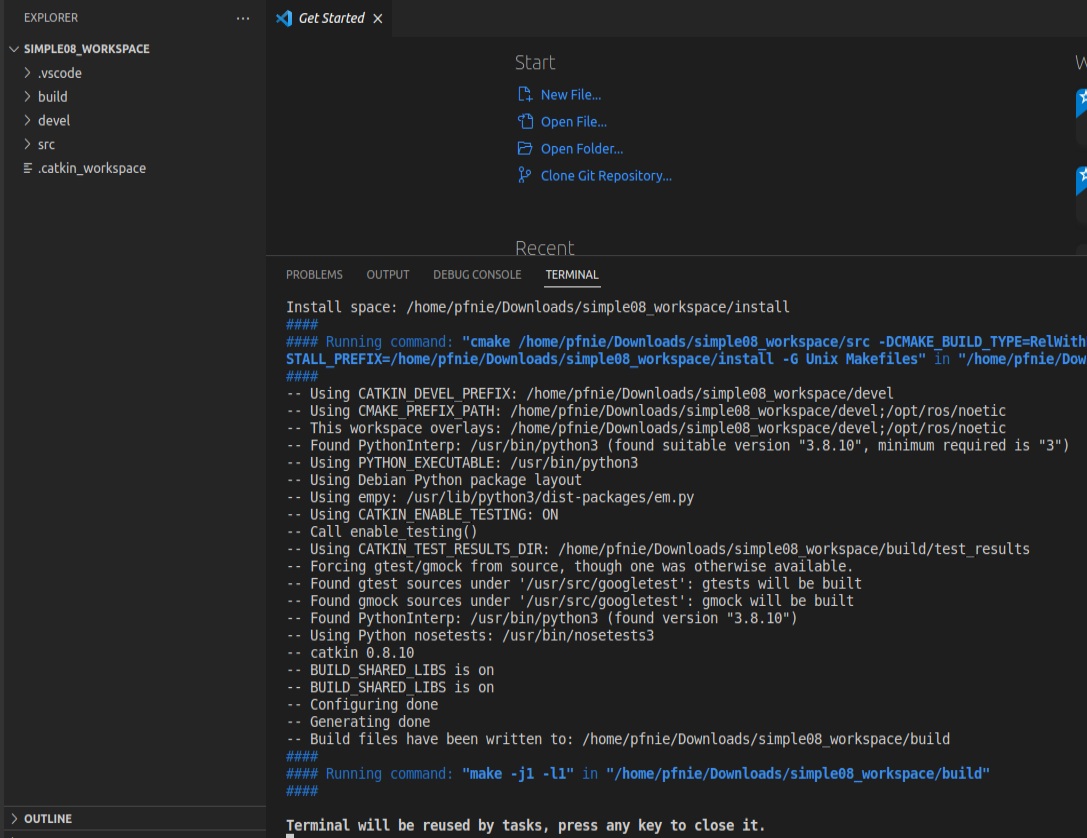 EXPLORER
...
Get Started
SIMPLE08_WORKSPACE
.vscode
build
devel
src
.catkin_workspace
OUTLINE
Start
New File...
Open File...
Open Folder...
Clone Git Repository...
Recent
PROBLEMS OUTPUT DEBUG CONSOLE TERMINAL
Install space: /home/pfnie/Downloads/simple08_workspace/install
####
#### Running command: "cmake /home/pfnie/Downloads/simple08_workspace/src -DCMAKE_BUILD_TYPE=RelWith
STALL_PREFIX=/home/pfnie/Downloads/simple08_workspace/install -G Unix Makefiles" in "/home/pfnie/Dow
####
-- Using CATKIN_DEVEL_PREFIX: /home/pfnie/Downloads/simple08_workspace/devel
-- Using CMAKE_PREFIX_PATH: /home/pfnie/Downloads/simple08_workspace/devel;/opt/ros/noetic
-- This workspace overlays: /home/pfnie/Downloads/simple08_workspace/devel;/opt/ros/noetic
-- Found PythonInterp: /usr/bin/python3 (found suitable version "3.8.10", minimum required is "3")
-- Using PYTHON_EXECUTABLE: /usr/bin/python3
-- Using Debian Python package layout
-- Using empy: /usr/lib/python3/dist-packages/em.py
-- Using CATKIN_ENABLE_TESTING: ON
-- Call enable_testing()
-- Using CATKIN_TEST_RESULTS_DIR: /home/pfnie/Downloads/simple08_workspace/build/test_results
-- Forcing gtest/gmock from source, though one was otherwise available.
-- Found gtest sources under '/usr/src/googletest': gtests will be built
-- Found gmock sources under '/usr/src/googletest': gmock will be built
-- Found PythonInterp: /usr/bin/python3 (found version "3.8.10")
-- Using Python nosetests: /usr/bin/nosetests3
-- catkin 0.8.10
-- BUILD_SHARED_LIBS is on
-- BUILD_SHARED_LIBS is on
-- Configuring done
-- Generating done
-- Build files have been written to: /home/pfnie/Downloads/simple08_workspace/build
####
#### Running command: "make -j1 -l1" in "/home/pfnie/Downloads/simple08_workspace/build"
####
Terminal will be reused by tasks, press any key to close it.